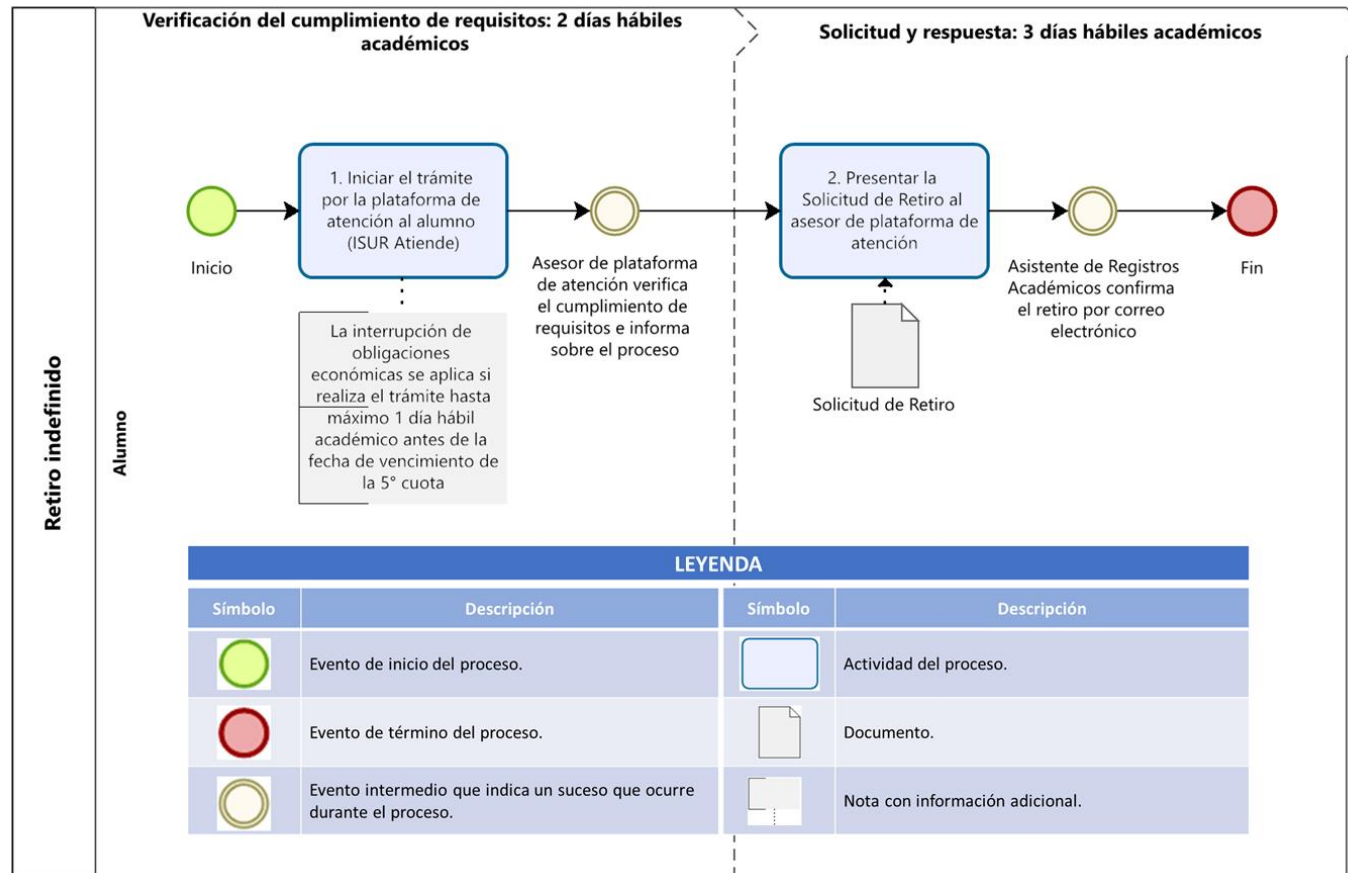 Verificación del cumplimiento de requisitos: 2 días hábiles
académicos
Solicitud y respuesta: 3 días hábiles académicos
Retiro indefinido
Alumno
Inicio
1. Iniciar el trámite
por la plataforma de
atención al alumno
(ISUR Atiende)
La interrupción de
obligaciones
económicas se aplica si
realiza el trámite hasta
máximo 1 día hábil
académico antes de la
fecha de vencimiento de
la 5° cuota
Asesor de plataforma
de atención verifica
el cumplimiento de
requisitos e informa
sobre el proceso
2. Presentar la
Solicitud de Retiro al
asesor de plataforma de
atención
Solicitud de Retiro
Asistente de Registros
Académicos confirma
el retiro por correo
electrónico
Fin
LEYENDA
Símbolo Descripción Símbolo Descripción
Evento de inicio del proceso. Actividad del proceso.
Evento de término del proceso. Documento.
Evento intermedio que indica un suceso que ocurre
durante el proceso.
Nota con información adicional.